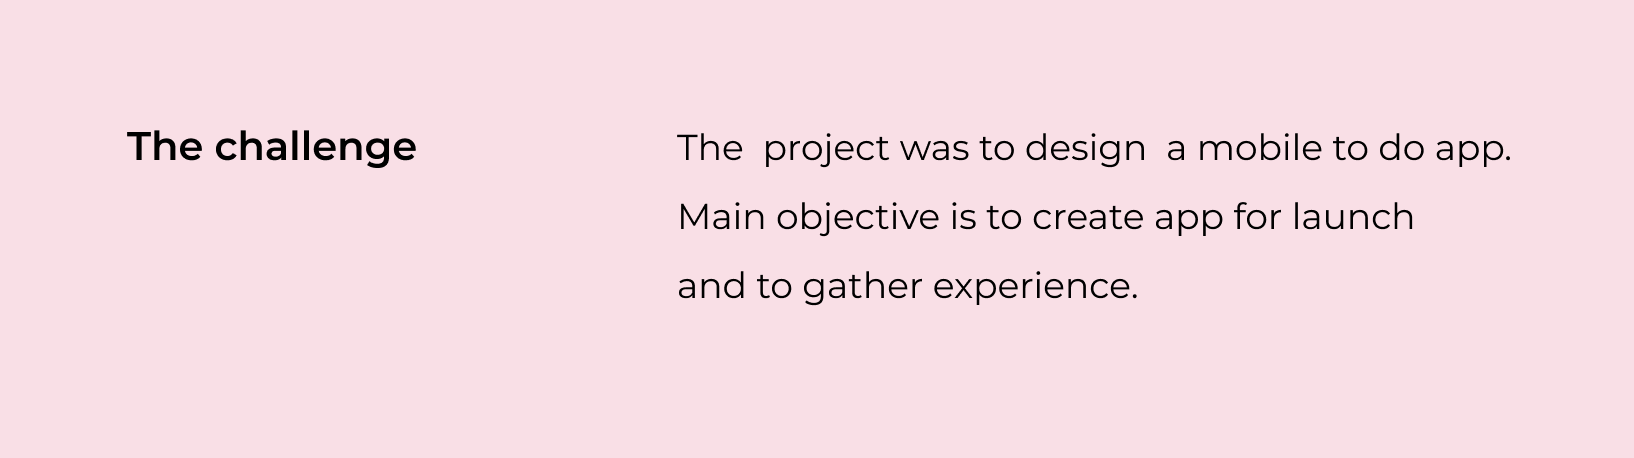 The challenge
The  project was to design  a mobile to do app.
Main objective is to create app for launch
and to gather experience.